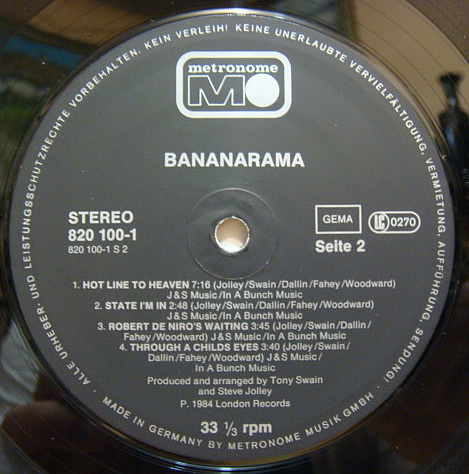 ALLE URHEBER- UND LEISTUNGSSCHUTZRECHTE VORBEHALTEN. KEIN VERLEIH! KEINE UNERLAUBTE VERVIELFÄLTIGUNG, VERMIETUNG, AUFFÜHRUNG, SENDUNG!
metronome
MO
BANANARAMA
STEREO
820 100-1
820 100-1 S 2
GEMA
LC 0270
Seite 2
1. HOT LINE TO HEAVEN 7:16 (Jolley/Swain/Dallin/Fahey/Woodward)
J&S Music/In A Bunch Music
2. STATE I'M IN 2:48 (Jolley/Swain/Dallin/Fahey/Woodward)
J&S Music/In A Bunch Music
3. ROBERT DE NIRO'S WAITING 3:45 (Jolley/Swain/Dallin/
Fahey/Woodward) J&S Music/In A Bunch Music
4. THROUGH A CHILDS EYES 3:40 (Jolley/Swain/
Dallin/Fahey/Woodward) J&S Music/
In A Bunch Music
Produced and arranged by Tony Swain
and Steve Jolley
P. 1984 London Records
33 ⅓ rpm
· MADE IN GERMANY BY METRONOME MUSIK GMBH ·